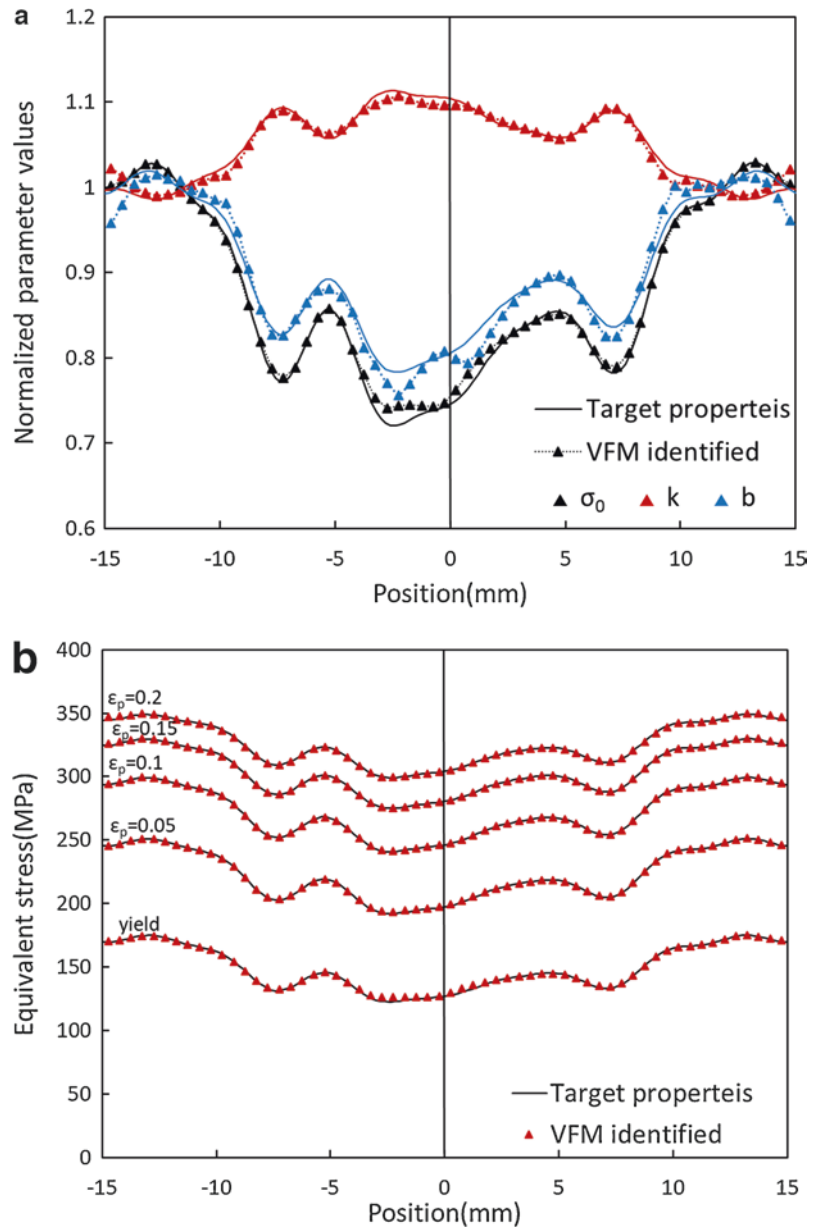 a
1.2
1.1
1
0.9
0.8
0.7
0.6
Normalized parameter values
Target properteis
VFM identified
σ₀ k b
-15 -10 -5 0 5 10 15
Position(mm)
b
400
350
300
250
200
150
100
50
0
Equivalent stress(MPa)
εₚ=0.2
εₚ=0.15
εₚ=0.1
εₚ=0.05
yield
Target properteis
VFM identified
-15 -10 -5 0 5 10 15
Position(mm)